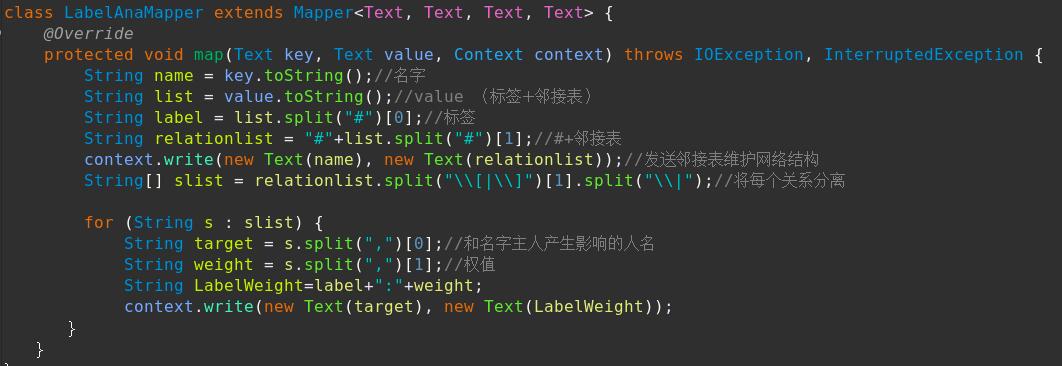 class LabelAnaMapper extends Mapper<Text, Text, Text, Text> {
    @Override
    protected void map(Text key, Text value, Context context) throws IOException, InterruptedException {
        String name = key.toString();//名字
        String list = value.toString();//value （标签+邻接表）
        String label = list.split("#")[0];//标签
        String relationlist = "#"+list.split("#")[1];//#+邻接表
        context.write(new Text(name), new Text(relationlist));//发送邻接表维护网络结构
        String[] slist = relationlist.split("\\[|\\]")[1].split("\\|");//将每个关系分离
        for (String s : slist) {
            String target = s.split(",")[0];//和名字主人产生影响的人名
            String weight = s.split(",")[1];//权值
            String LabelWeight=label+":"+weight;
            context.write(new Text(target), new Text(LabelWeight));
        }
    }